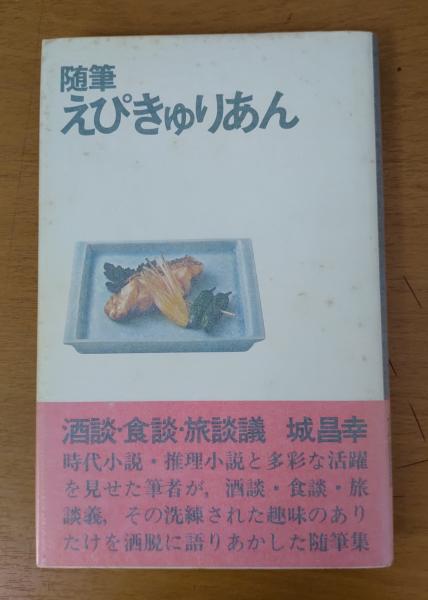 随筆
えぴきゅりあん
酒談・食談・旅談議 城昌幸
時代小説・推理小説と多彩な活躍
を見せた筆者が，酒談・食談・旅
談義，その洗練された趣味のあり
たけを洒脱に語りあかした随筆集